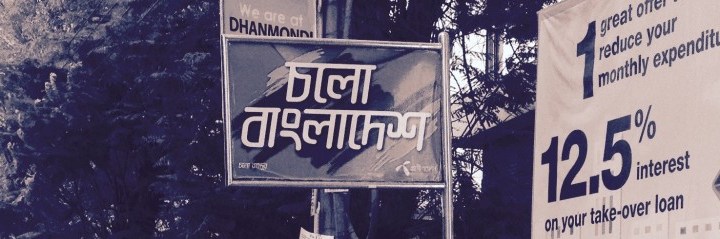 We are at
DHANMONDI
চলো
বাংলাদেশ
1
great offer
reduce your
monthly expenditu
12.5%
interest
on your take-over loan